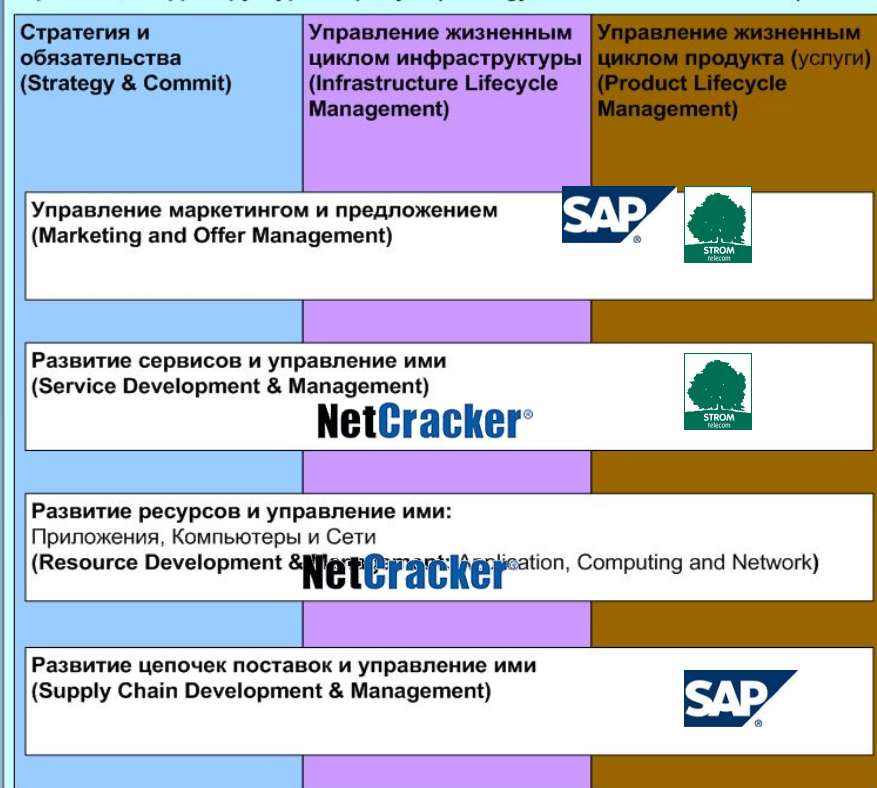 Стратегия и
обязательства
(Strategy & Commit)
Управление жизненным
циклом инфраструктуры
(Infrastructure Lifecycle
Management)
Управление жизненным
циклом продукта (услуги)
(Product Lifecycle
Management)
Управление маркетингом и предложением
(Marketing and Offer Management)
SAP ®
STROM
telecom
Развитие сервисов и управление ими
(Service Development & Management)
NetCracker®
STROM
telecom
Развитие ресурсов и управление ими:
Приложения, Компьютеры и Сети
(Resource Development & Computing and Network)
NetCracker®
Развитие цепочек поставок и управление ими
(Supply Chain Development & Management)
SAP ®